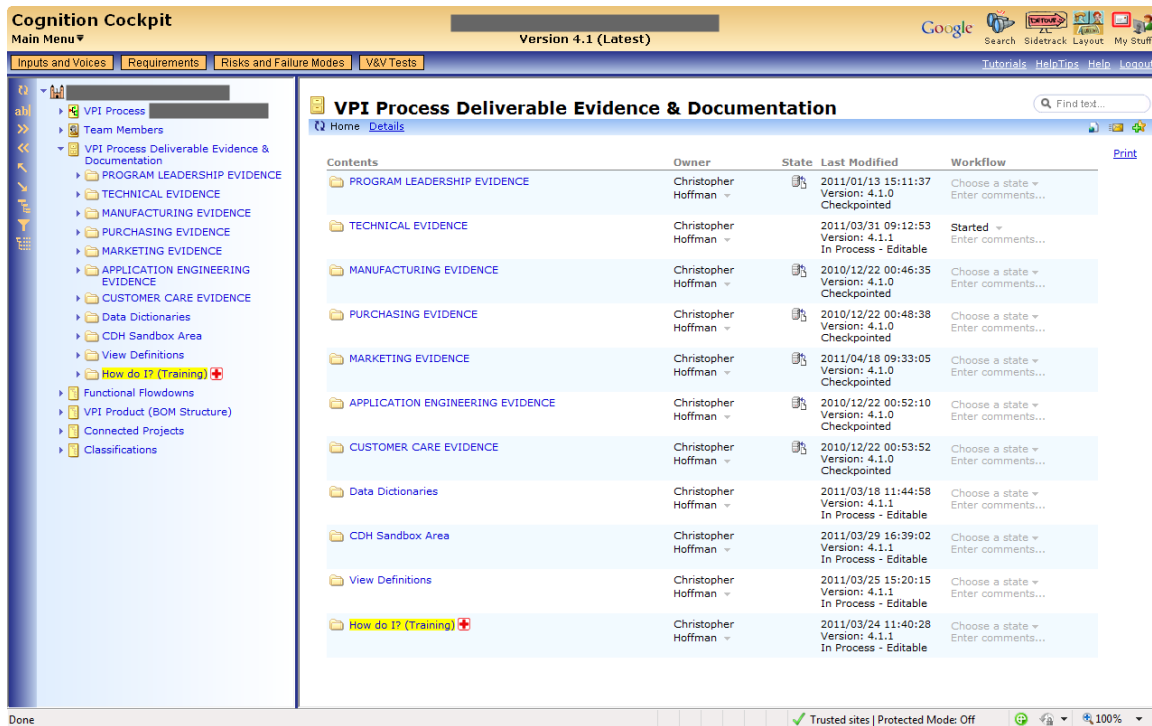 Cognition Cockpit
Main Menu
Version 4.1 (Latest)
Google
Search Sidetrack Layout My Stuff
Inputs and Voices Requirements Risks and Failure Modes V&V Tests
Tutorials HelpTips Help Logout
VPI Process
Team Members
VPI Process Deliverable Evidence &
Documentation
PROGRAM LEADERSHIP EVIDENCE
TECHNICAL EVIDENCE
MANUFACTURING EVIDENCE
PURCHASING EVIDENCE
MARKETING EVIDENCE
APPLICATION ENGINEERING
EVIDENCE
CUSTOMER CARE EVIDENCE
Data Dictionaries
CDH Sandbox Area
View Definitions
How do I? (Training)
Functional Flowdowns
VPI Product (BOM Structure)
Connected Projects
Classifications
VPI Process Deliverable Evidence & Documentation
Find text...
Home Details
Print
Contents Owner State Last Modified Workflow
PROGRAM LEADERSHIP EVIDENCE Christopher 2011/01/13 15:11:37 Choose a state
Hoffman Version: 4.1.0 Enter comments...
Checkpointed
TECHNICAL EVIDENCE Christopher 2011/03/31 09:12:53 Started
Hoffman Version: 4.1.1 Enter comments...
In Process - Editable
MANUFACTURING EVIDENCE Christopher 2010/12/22 00:46:35 Choose a state
Hoffman Version: 4.1.0 Enter comments...
Checkpointed
PURCHASING EVIDENCE Christopher 2010/12/22 00:48:38 Choose a state
Hoffman Version: 4.1.0 Enter comments...
Checkpointed
MARKETING EVIDENCE Christopher 2011/04/18 09:33:05 Choose a state
Hoffman Version: 4.1.0 Enter comments...
Checkpointed
APPLICATION ENGINEERING EVIDENCE Christopher 2010/12/22 00:52:10 Choose a state
Hoffman Version: 4.1.0 Enter comments...
Checkpointed
CUSTOMER CARE EVIDENCE Christopher 2010/12/22 00:53:52 Choose a state
Hoffman Version: 4.1.0 Enter comments...
Checkpointed
Data Dictionaries Christopher 2011/03/18 11:44:58 Choose a state
Hoffman Version: 4.1.1 Enter comments...
In Process - Editable
CDH Sandbox Area Christopher 2011/03/29 16:39:02 Choose a state
Hoffman Version: 4.1.1 Enter comments...
In Process - Editable
View Definitions Christopher 2011/03/25 15:20:15 Choose a state
Hoffman Version: 4.1.1 Enter comments...
In Process - Editable
How do I? (Training) Christopher 2011/03/24 11:40:28 Choose a state
Hoffman Version: 4.1.1 Enter comments...
In Process - Editable
Done
Trusted sites | Protected Mode: Off
100%